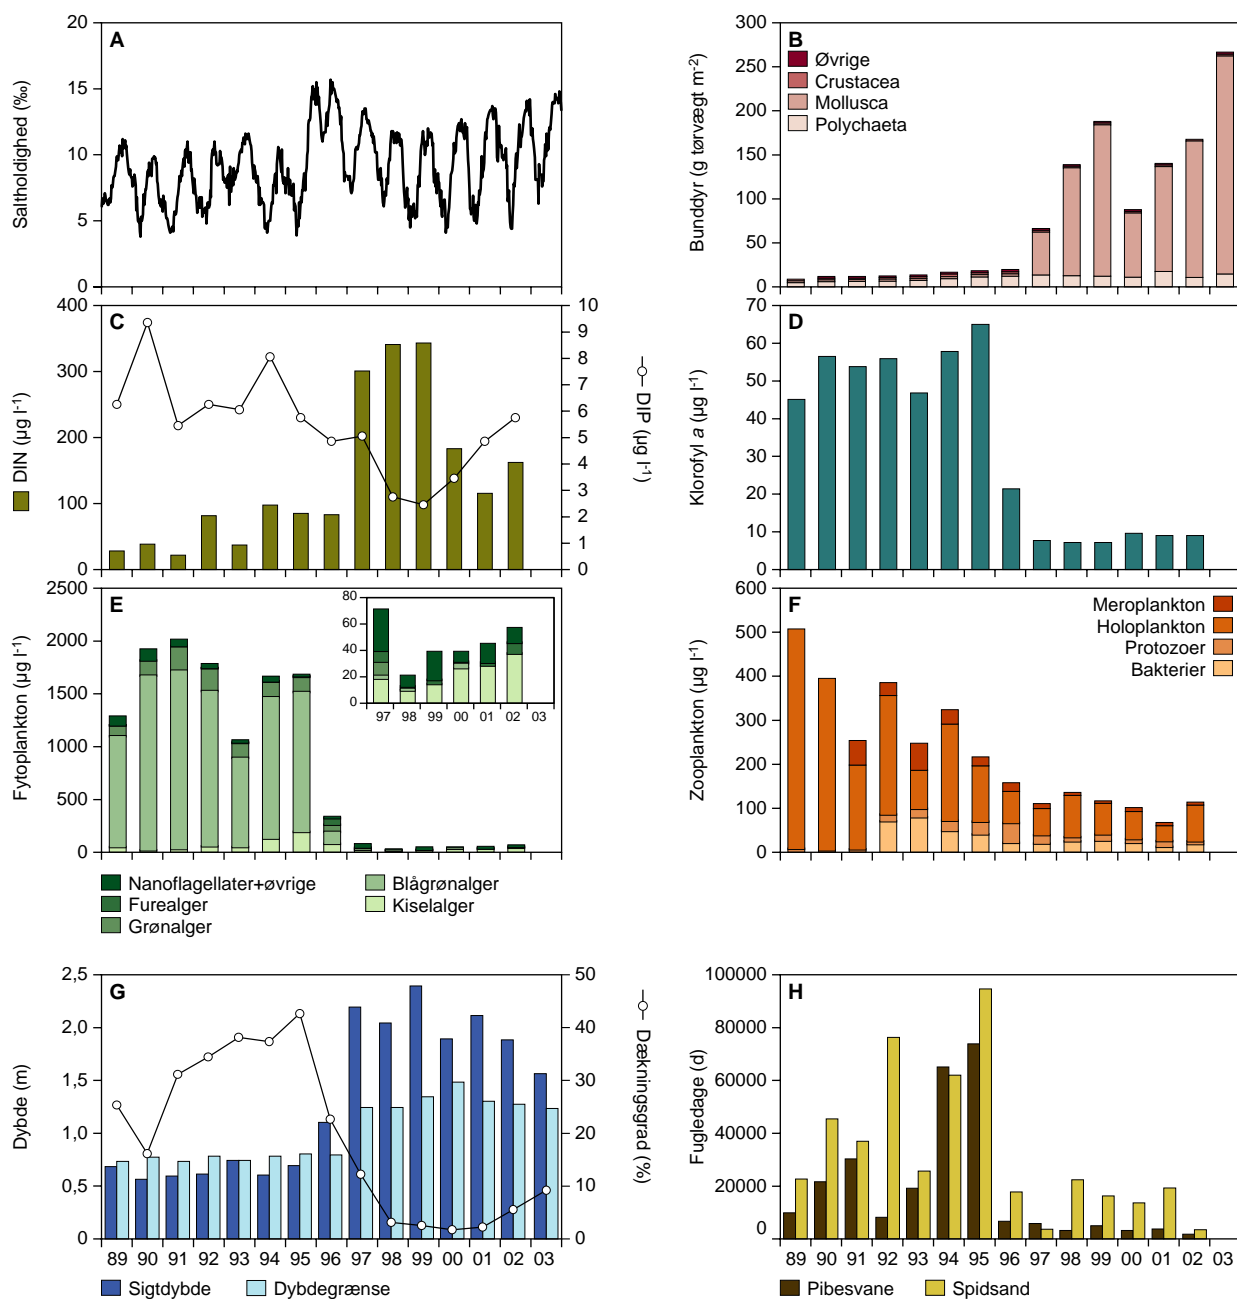 A
Saltholdighed (‰)
20
15
10
5
0
B
Bunddyr (g tørvægt m-2)
300
250
200
150
100
50
0
Øvrige
Crustacea
Mollusca
Polychaeta
C
DIN (µg l-1)
400
300
200
100
0
10
9
8
7
6
5
4
3
2
1
0
DIP (µg l-1)
D
Klorofyl a (µg l-1)
70
60
50
40
30
20
10
0
E
Fytoplankton (µg l-1)
2500
2000
1500
1000
500
0
80
60
40
20
0
97 98 99 00 01 02 03
Nanoflagellater+øvrige
Furealger
Grønalger
Blågrønalger
Kiselalger
F
Zooplankton (µg l-1)
600
500
400
300
200
100
0
Meroplankton
Holoplankton
Protozoer
Bakterier
G
Dybde (m)
2,5
2,0
1,5
1,0
0,5
0
50
40
30
20
10
0
Dækningsgrad (%)
89 90 91 92 93 94 95 96 97 98 99 00 01 02 03
Sigtdybde
Dybdegrænse
H
Fugledage (d)
100000
80000
60000
40000
20000
0
89 90 91 92 93 94 95 96 97 98 99 00 01 02 03
Pibesvane
Spidsand